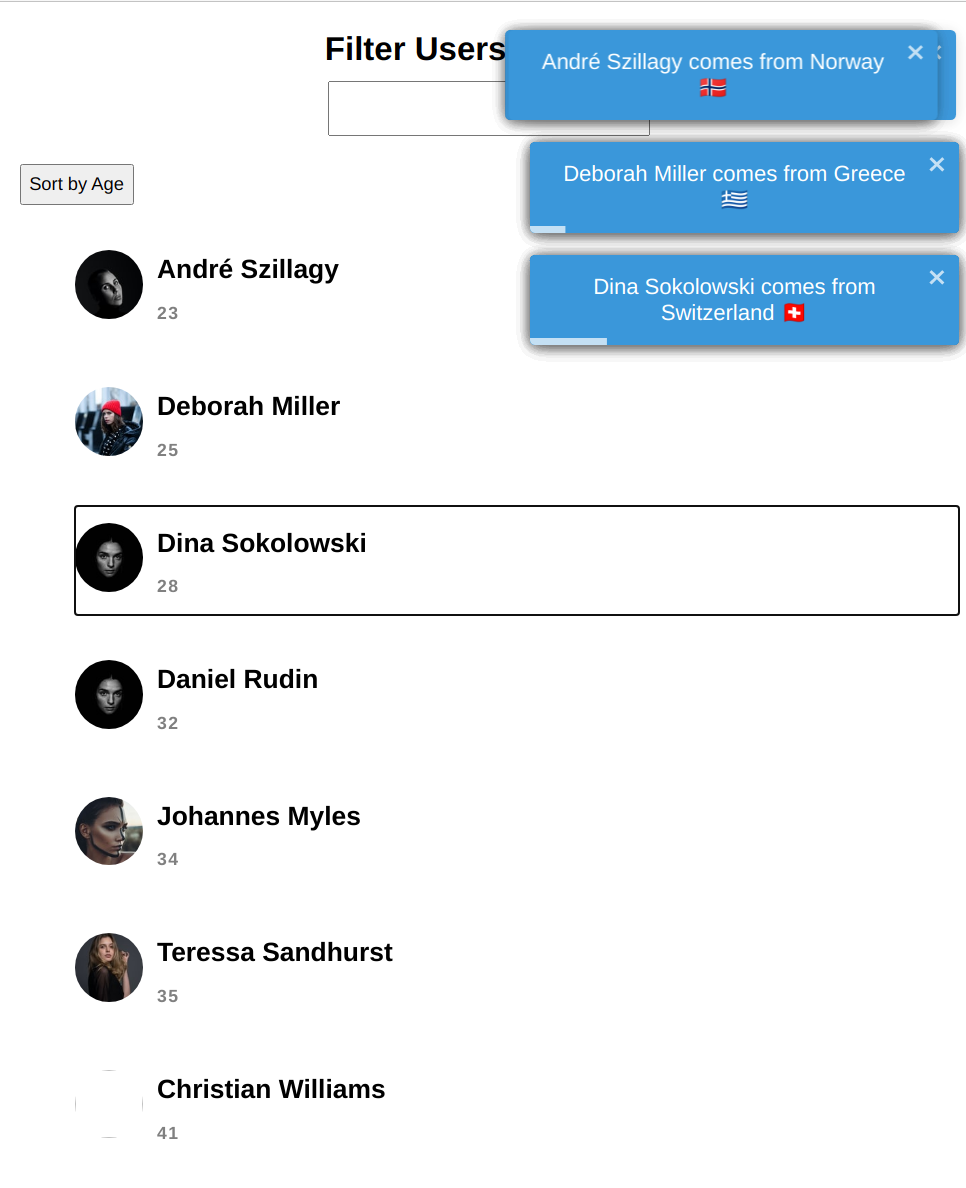 Filter Users
André Szillagy comes from Norway
🇳🇴
Deborah Miller comes from Greece
🇬🇷
Dina Sokolowski comes from
Switzerland 🇨🇭
Sort by Age
André Szillagy
23
Deborah Miller
25
Dina Sokolowski
28
Daniel Rudin
32
Johannes Myles
34
Teressa Sandhurst
35
Christian Williams
41